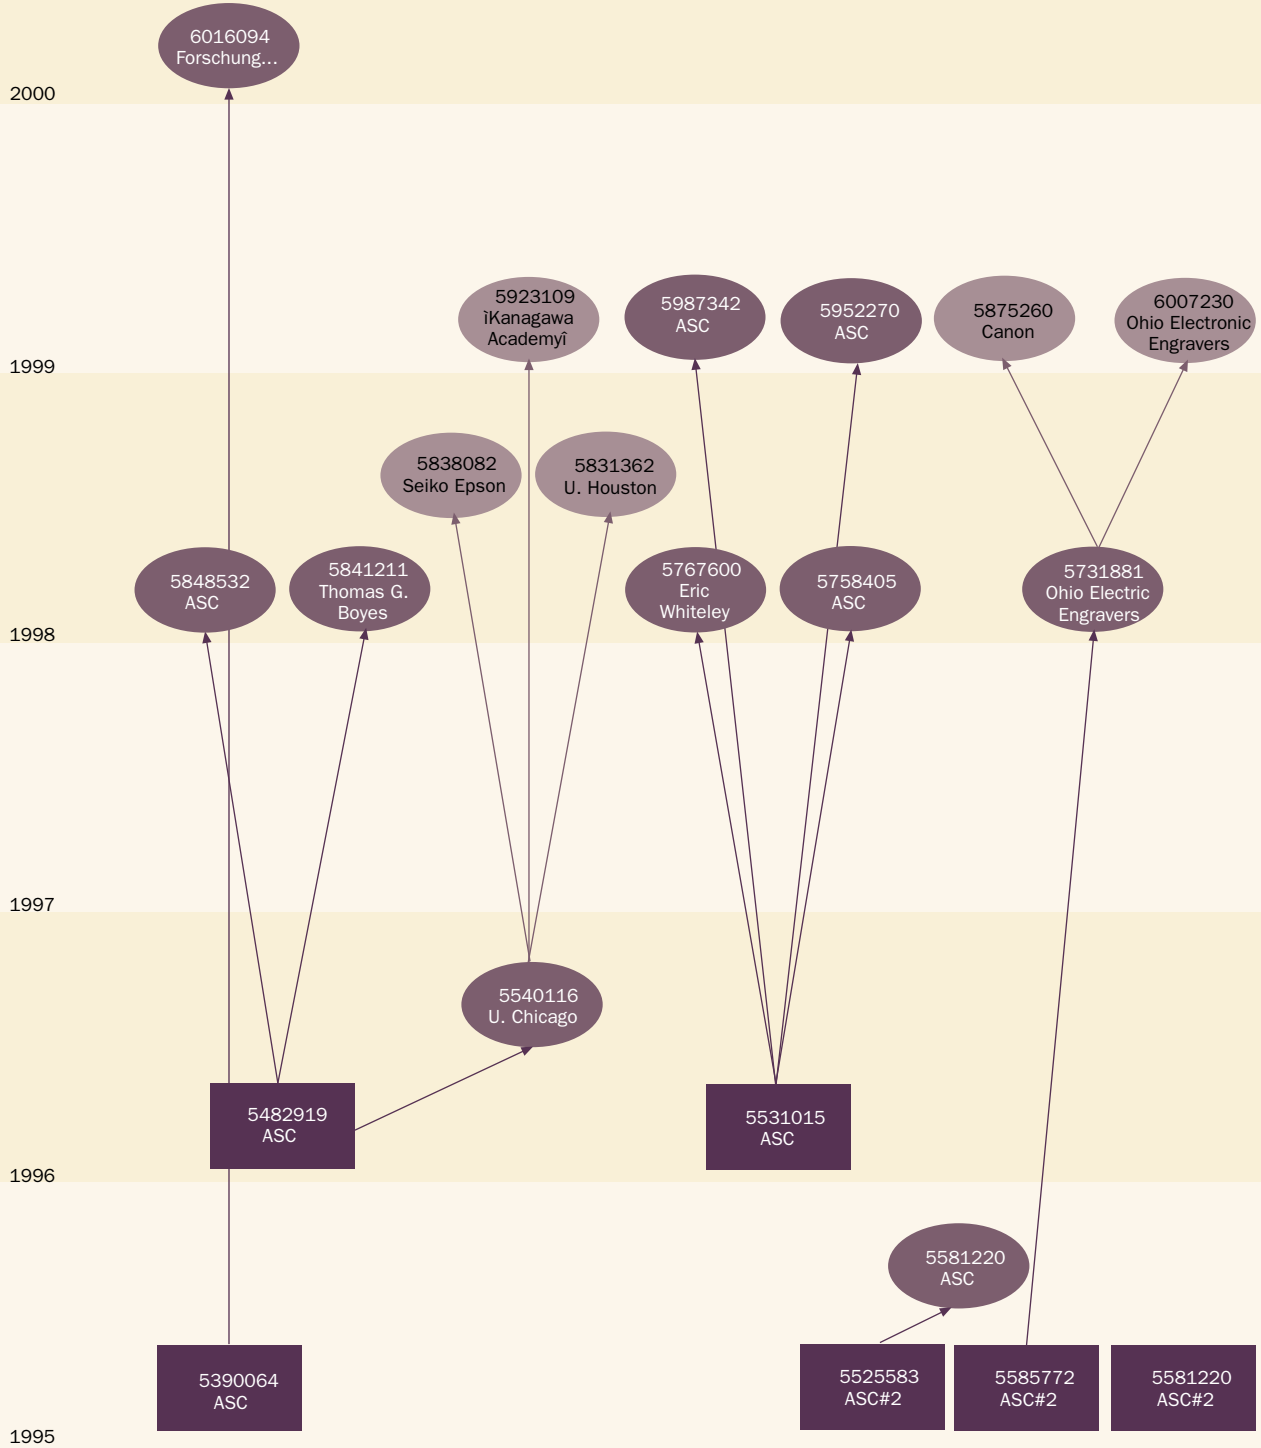 6016094
Forschung...
2000
5923109
ìKanagawa
Academyî
5987342
ASC
5952270
ASC
5875260
Canon
6007230
Ohio Electronic
Engravers
1999
5838082
Seiko Epson
5831362
U. Houston
5848532
ASC
5841211
Thomas G.
Boyes
5767600
Eric
Whiteley
5758405
ASC
5731881
Ohio Electric
Engravers
1998
1997
5540116
U. Chicago
5482919
ASC
5531015
ASC
1996
5581220
ASC
5390064
ASC
5525583
ASC#2
5585772
ASC#2
5581220
ASC#2
1995